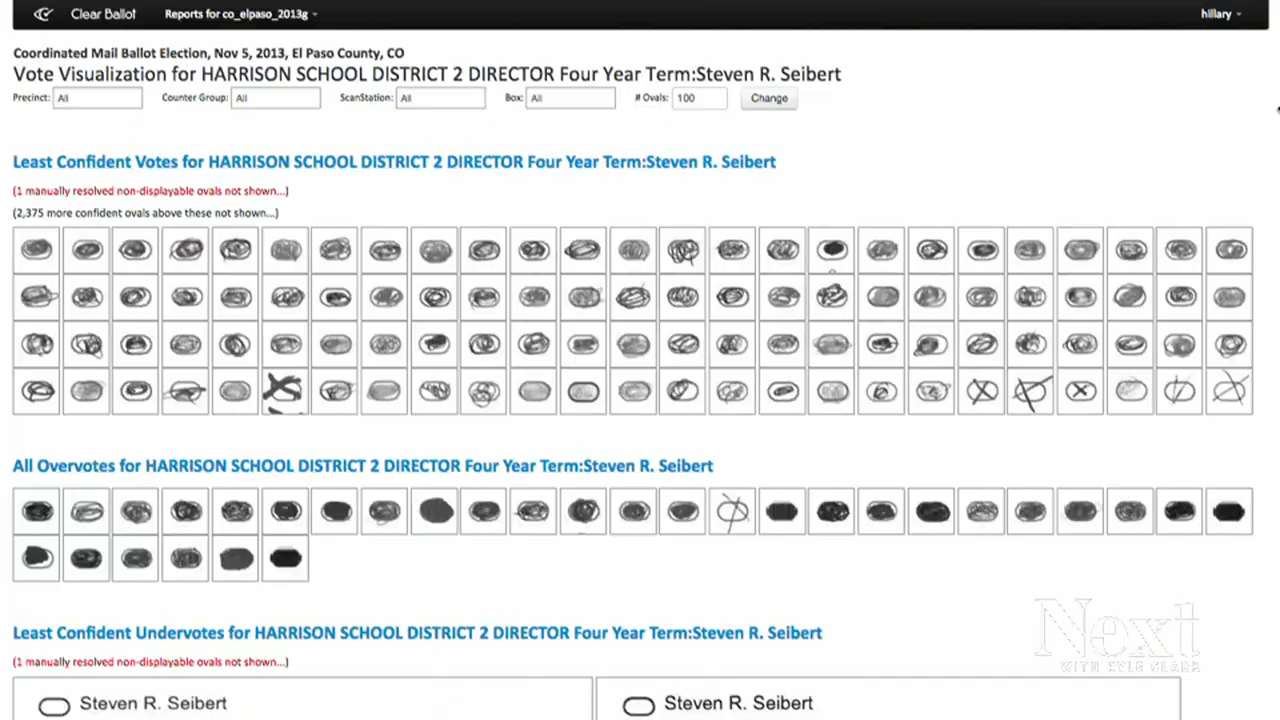 Clear Ballot Reports for co_elpaso_2013g hillary
Coordinated Mail Ballot Election, Nov 5, 2013, El Paso County, CO
Vote Visualization for HARRISON SCHOOL DISTRICT 2 DIRECTOR Four Year Term:Steven R. Seibert
Precinct: All Counter Group: All ScanStation: All Box: All # Ovals: 100 Change
Least Confident Votes for HARRISON SCHOOL DISTRICT 2 DIRECTOR Four Year Term:Steven R. Seibert
(1 manually resolved non-displayable ovals not shown...)
(2,375 more confident ovals above these not shown...)
All Overvotes for HARRISON SCHOOL DISTRICT 2 DIRECTOR Four Year Term:Steven R. Seibert
Least Confident Undervotes for HARRISON SCHOOL DISTRICT 2 DIRECTOR Four Year Term:Steven R. Seibert
(1 manually resolved non-displayable ovals not shown...)
Steven R. Seibert Steven R. Seibert
Next
WITH KYLE CLARK